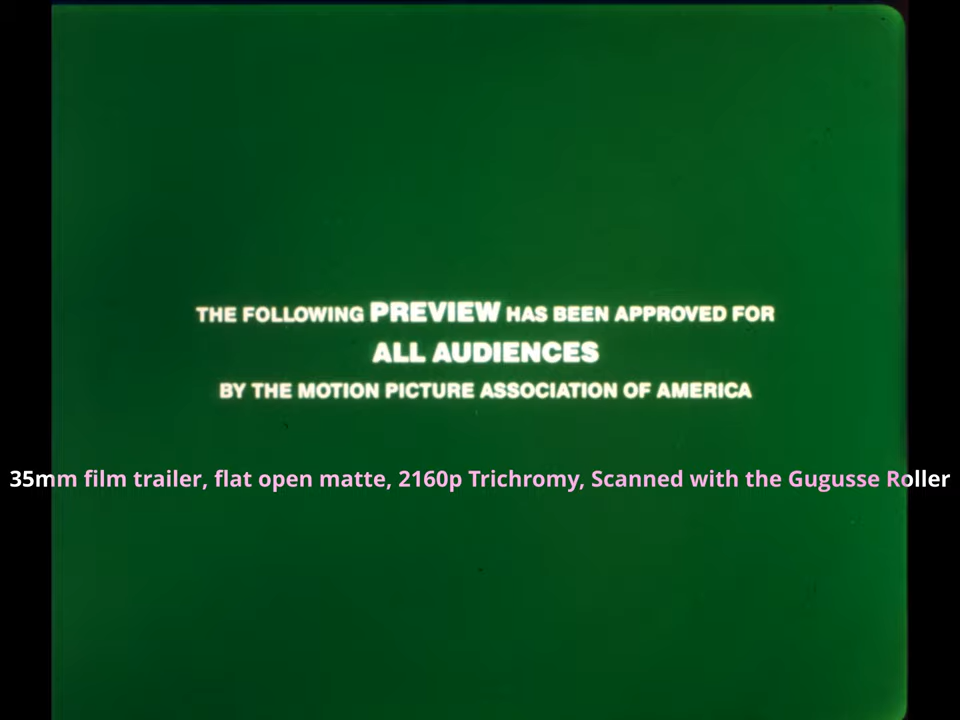 THE FOLLOWING PREVIEW HAS BEEN APPROVED FOR
ALL AUDIENCES
BY THE MOTION PICTURE ASSOCIATION OF AMERICA
35mm film trailer, flat open matte, 2160p Trichromy, Scanned with the Gugusse Roller